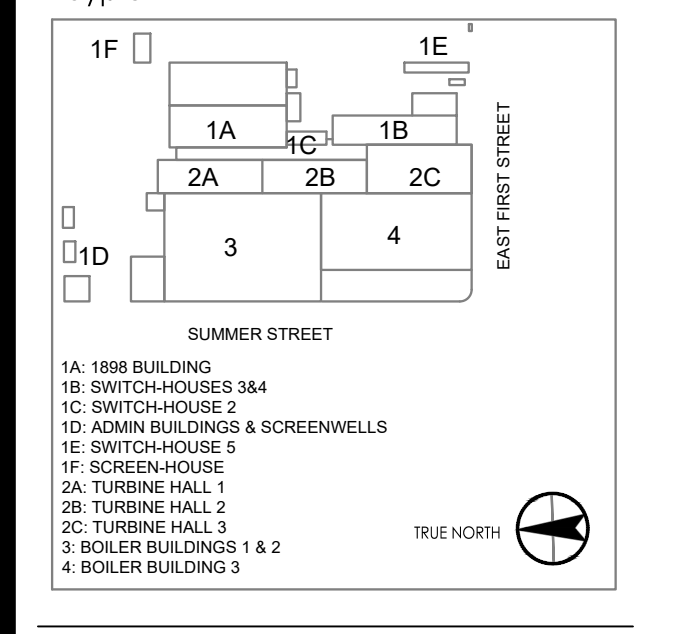 1F
1E
1A
1B
1C
2A
2B
2C
EAST FIRST STREET
3
4
1D
SUMMER STREET
1A: 1898 BUILDING
1B: SWITCH-HOUSES 3&4
1C: SWITCH-HOUSE 2
1D: ADMIN BUILDINGS & SCREENWELLS
1E: SWITCH-HOUSE 5
1F: SCREEN-HOUSE
2A: TURBINE HALL 1
2B: TURBINE HALL 2
2C: TURBINE HALL 3
3: BOILER BUILDINGS 1 & 2
4: BOILER BUILDING 3
TRUE NORTH